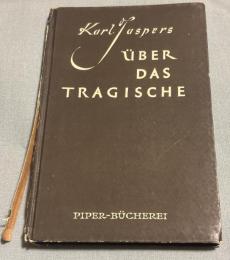 Karl Jaspers
ÜBER
DAS
TRAGISCHE
PIPER-BÜCHEREI